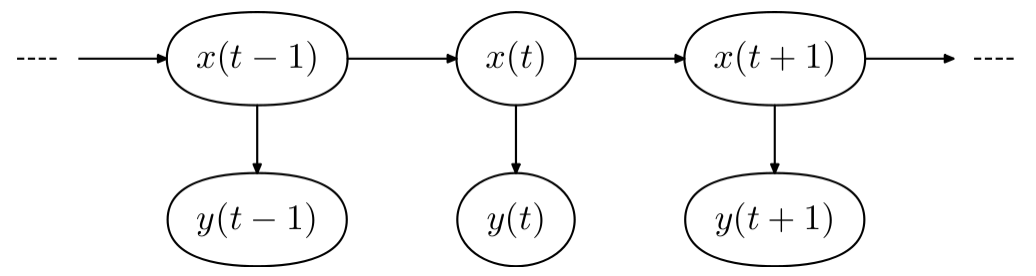 x(t − 1) x(t) x(t + 1)
y(t − 1) y(t) y(t + 1)